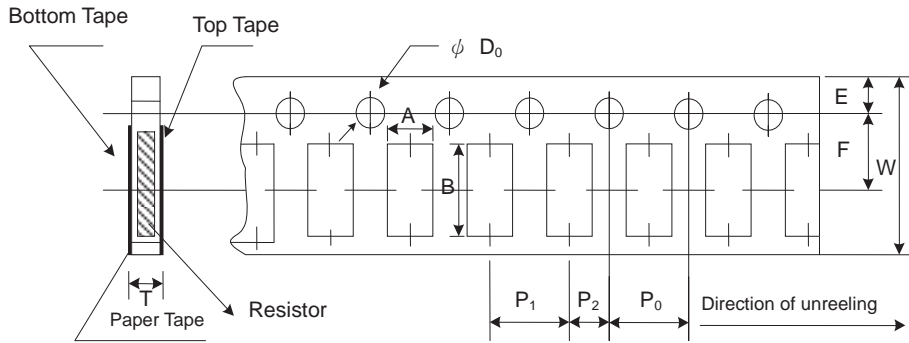 Bottom Tape
Top Tape
ψ D₀
A
E
F
W
B
T
Resistor
Paper Tape
P₁
P₂
P₀
Direction of unreeling